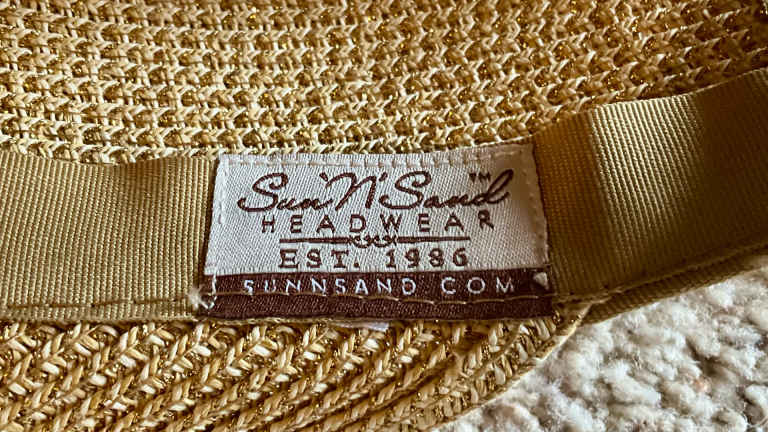 Sun 'N' Sand™
HEADWEAR
EST. 1986
SUNNSAND.COM